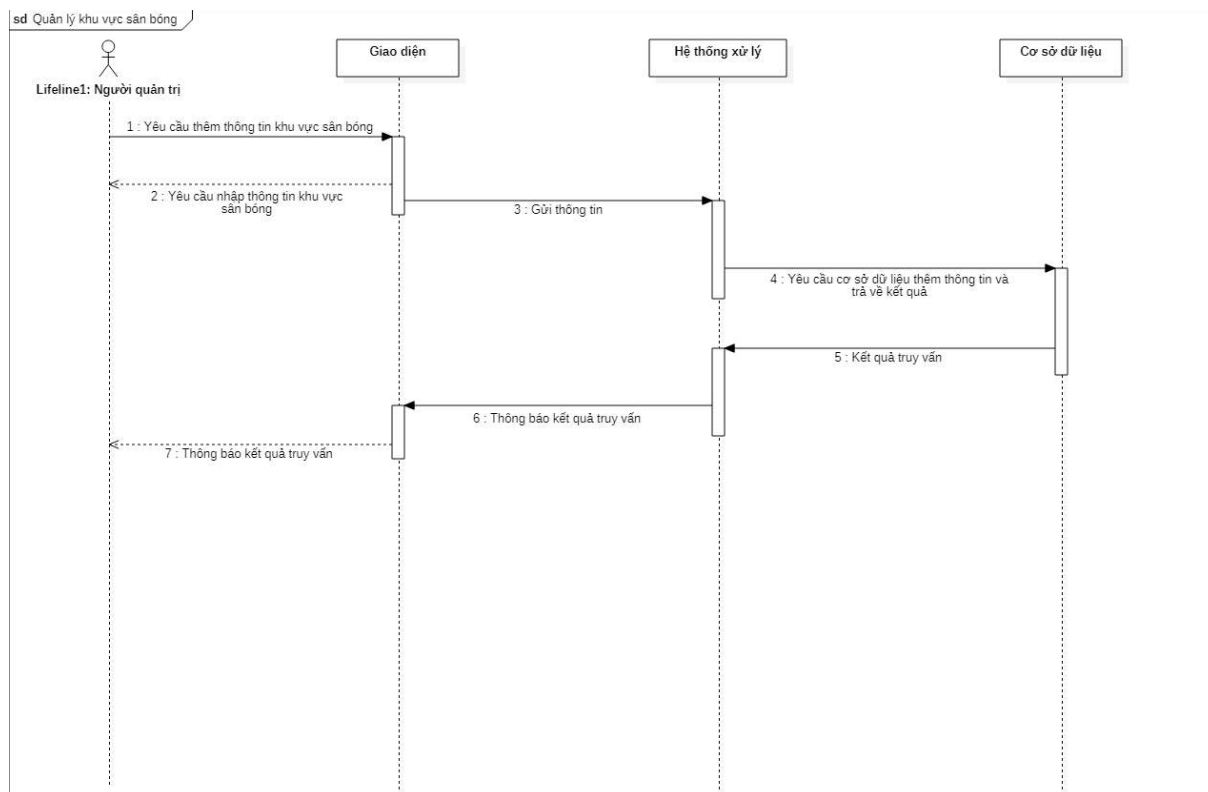 sd Quản lý khu vực sân bóng
Giao diện
Hệ thống xử lý
Cơ sở dữ liệu
Lifeline1: Người quản trị
1 : Yêu cầu thêm thông tin khu vực sân bóng
2 : Yêu cầu nhập thông tin khu vực
sân bóng
3 : Gửi thông tin
4 : Yêu cầu cơ sở dữ liệu thêm thông tin và
trả về kết quả
5 : Kết quả truy vấn
6 : Thông báo kết quả truy vấn
7 : Thông báo kết quả truy vấn